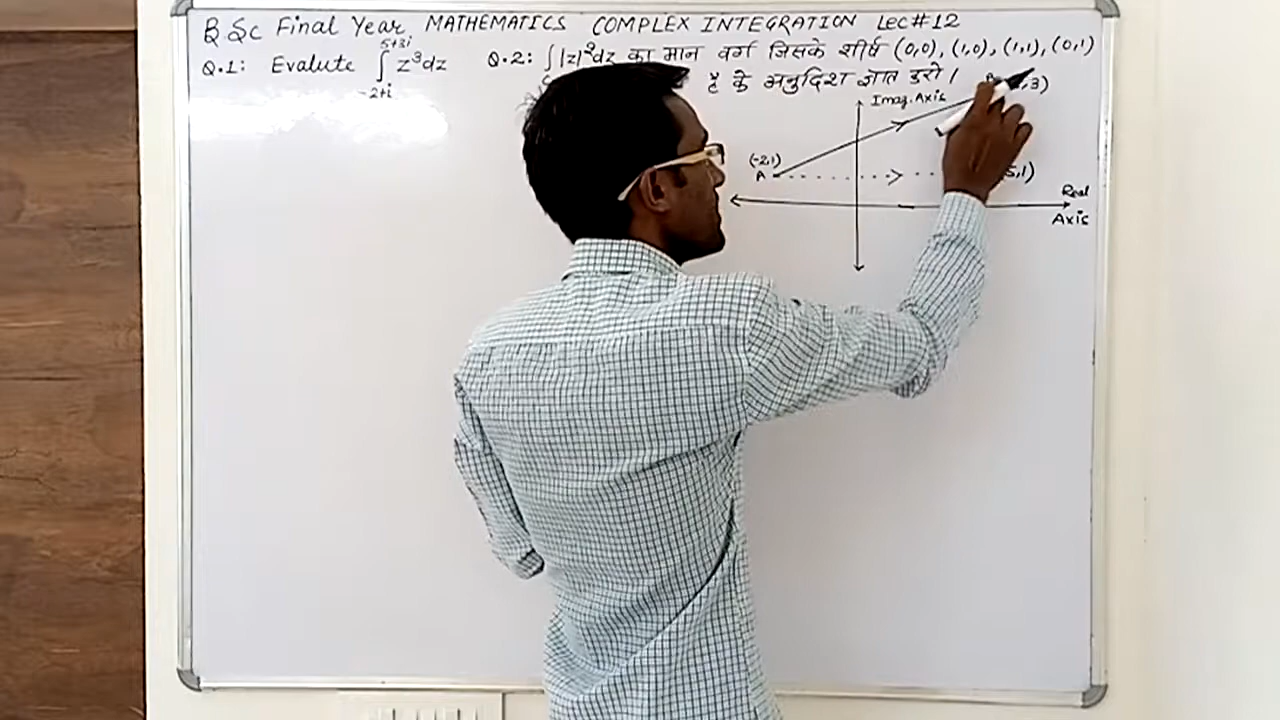 B Sc Final Year MATHEMATICS COMPLEX INTEGRATION Lec#12
Q.1: Evalute ∫ z³dz
5+3i
-2+i
Q.2: ∫|z|²dz का मान वर्ग जिसके शीर्ष (0,0), (1,0), (1,1), (0,1)
है के अनुदिश ज्ञात करो।
Imag. Axis
,3)
(-2,1)
A
5,1)
Real
Axis